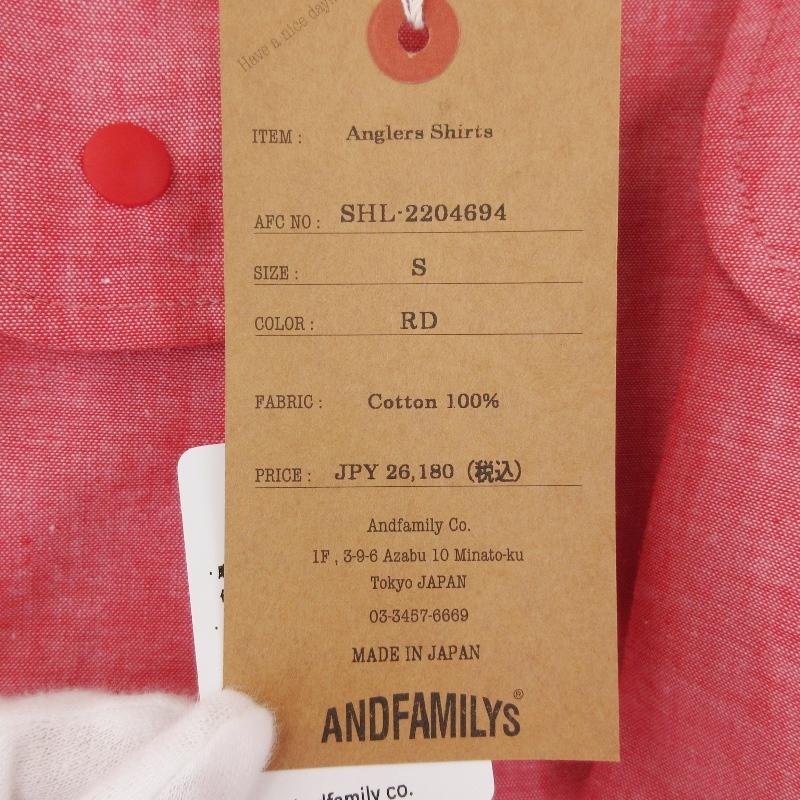 Have a nice day!!
ITEM : Anglers Shirts
AFC NO : SHL-2204694
SIZE : S
COLOR : RD
FABRIC : Cotton 100%
PRICE : JPY 26,180 (税込)
Andfamily Co.
1F , 3-9-6 Azabu 10 Minato-ku
Tokyo JAPAN
03-3457-6669
MADE IN JAPAN
ANDFAMILYS®
family co.